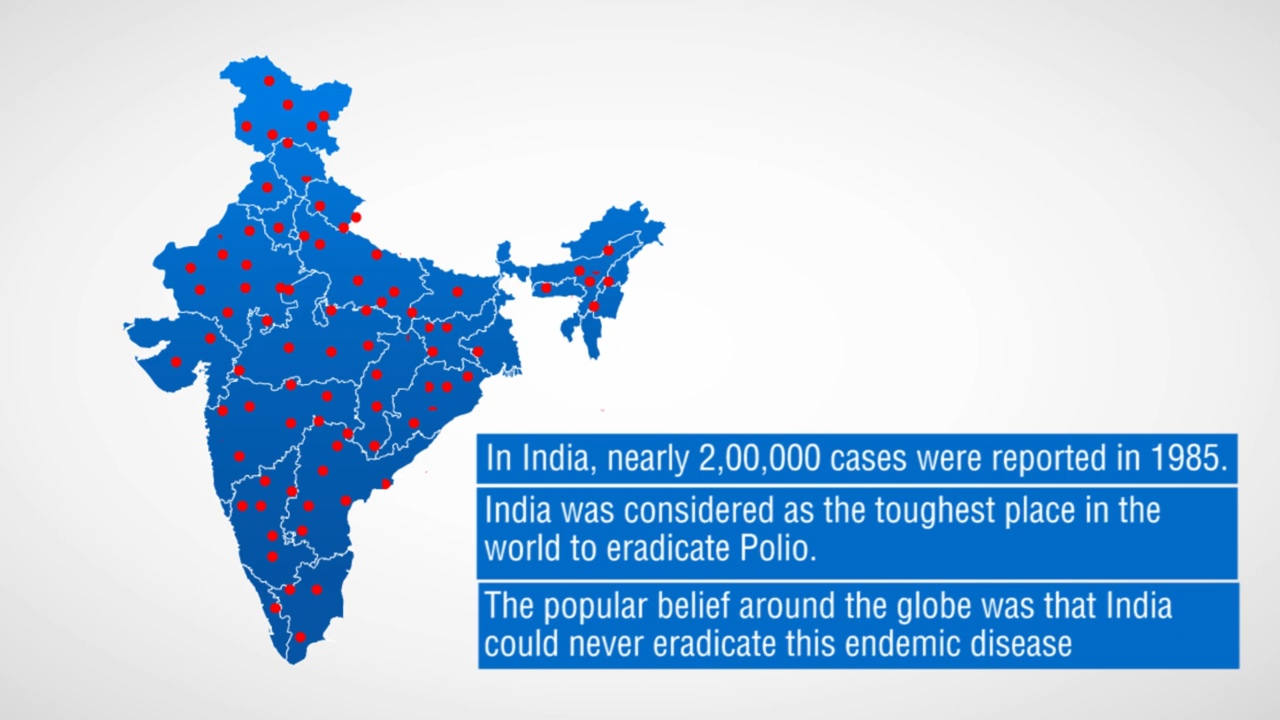 In India, nearly 2,00,000 cases were reported in 1985.
India was considered as the toughest place in the
world to eradicate Polio.
The popular belief around the globe was that India
could never eradicate this endemic disease